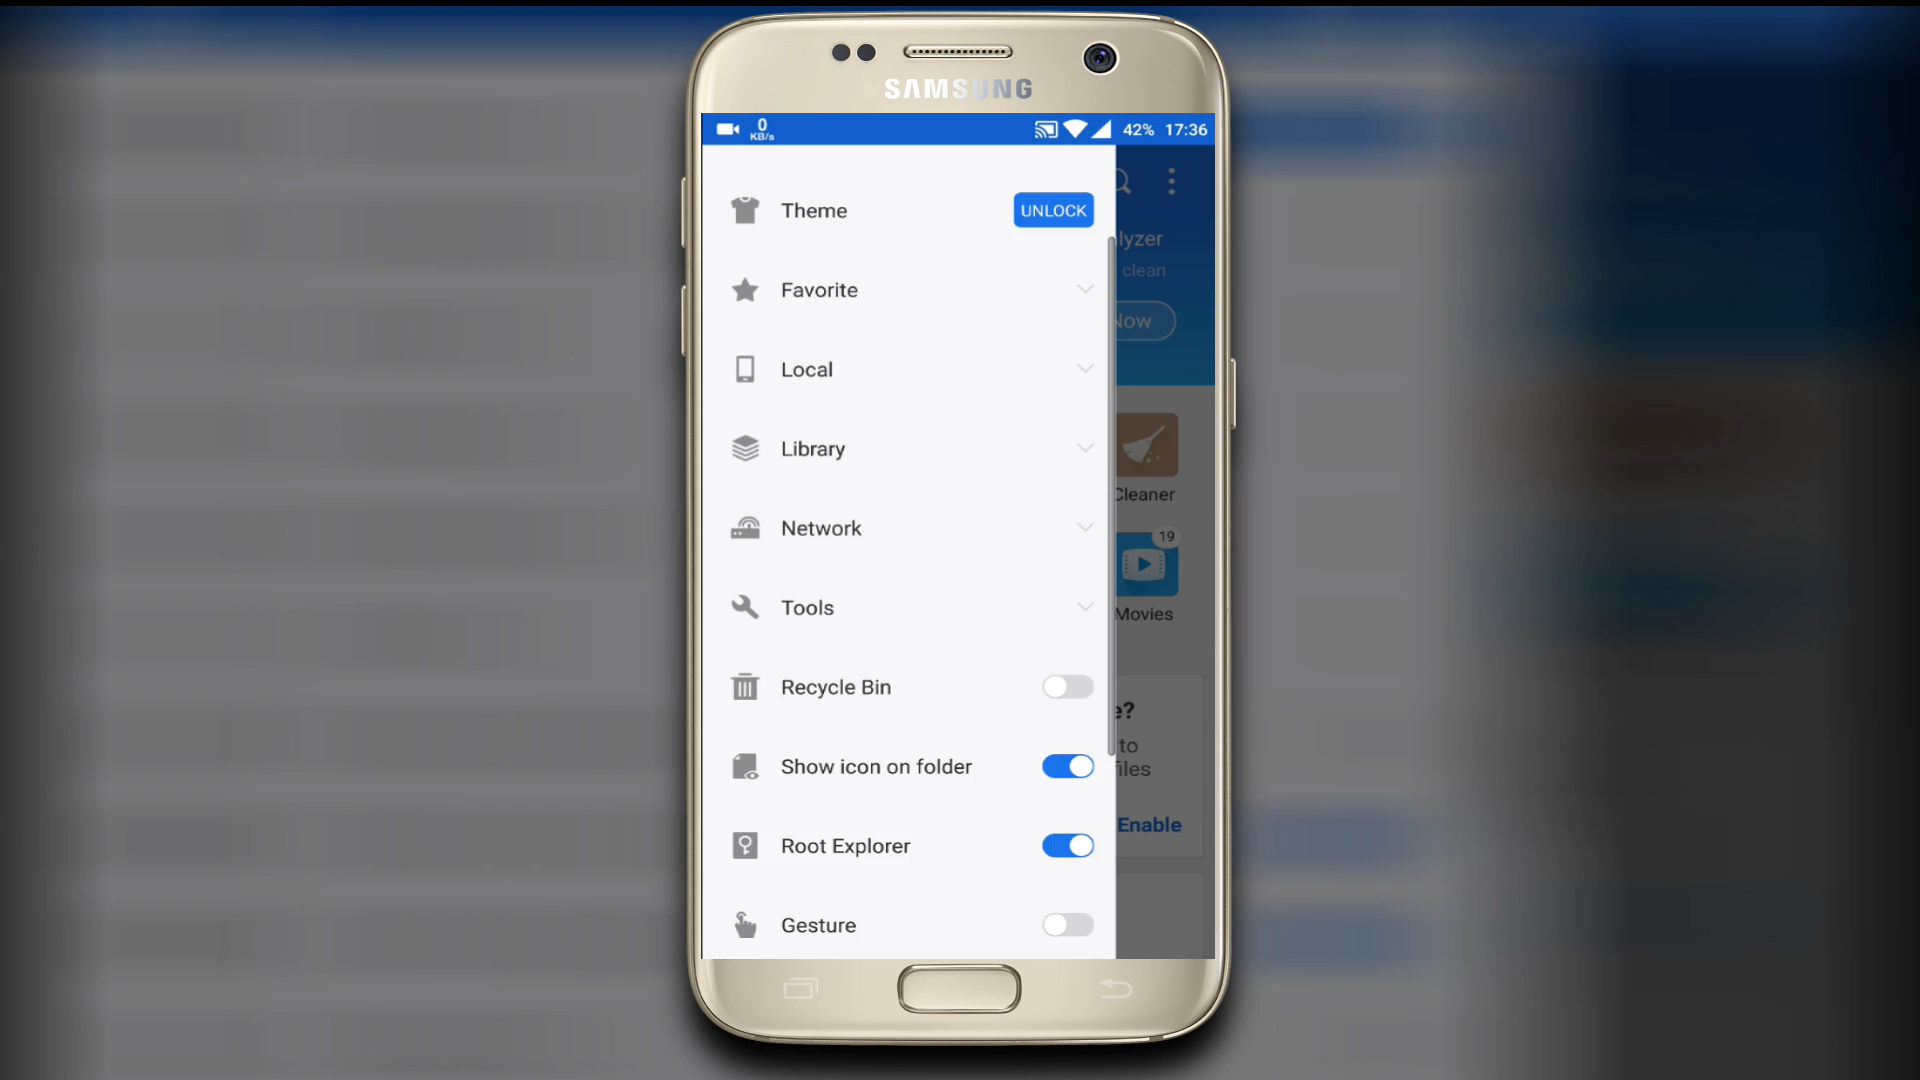 SAMSUNG
0
KB/s
42% 17:36
Theme
UNLOCK
Favorite
Local
Library
Network
Tools
Recycle Bin
Show icon on folder
Root Explorer
Gesture
lyzer
clean
Now
Cleaner
19
Movies
e?
to
files
Enable